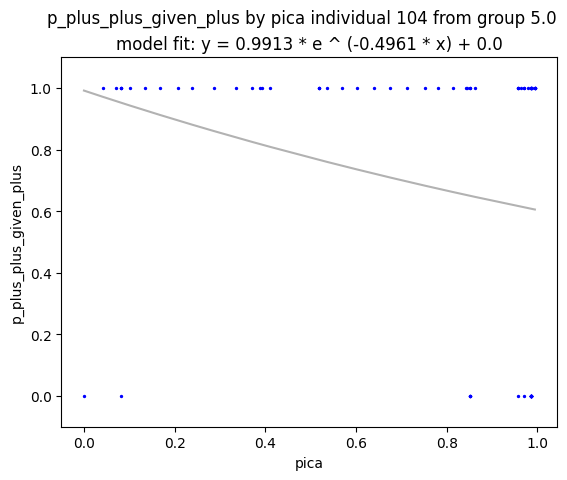 p_plus_plus_given_plus by pica individual 104 from group 5.0
model fit: y = 0.9913 * e ^ (-0.4961 * x) + 0.0
1.0
0.8
0.6
0.4
0.2
0.0
p_plus_plus_given_plus
0.0 0.2 0.4 0.6 0.8 1.0
pica